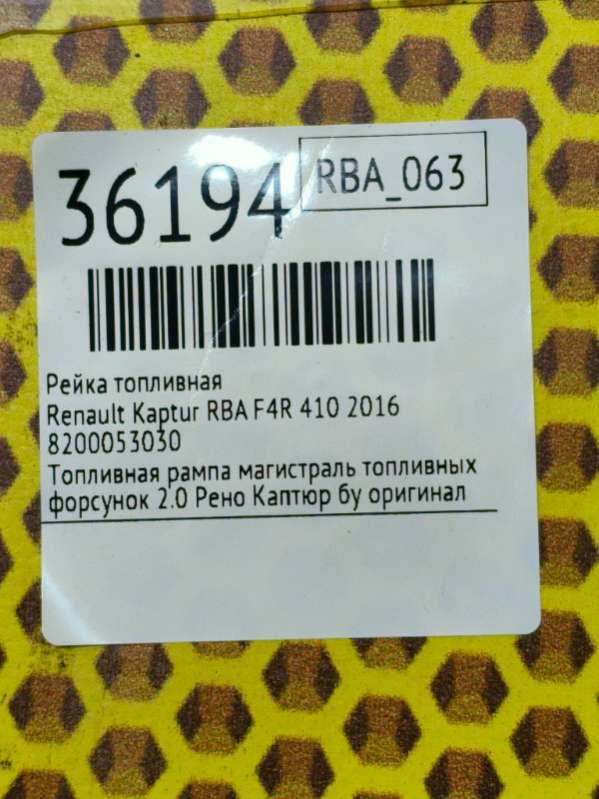 36194
RBA_063
Рейка топливная
Renault Kaptur RBA F4R 410 2016
8200053030
Топливная рампа магистраль топливных
форсунок 2.0 Рено Каптюр бу оригинал